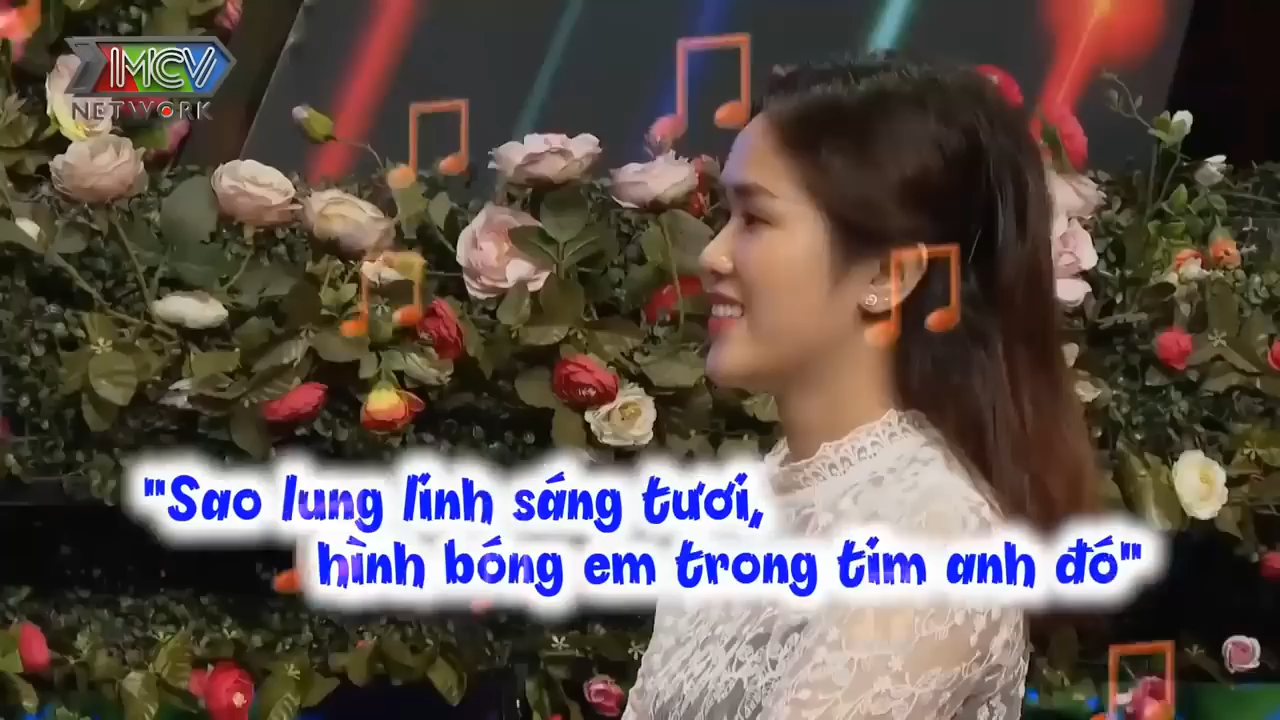 MCV
NETWORK
"'Sao lung linh sáng tươi,
hình bóng em trong tim anh đó'"